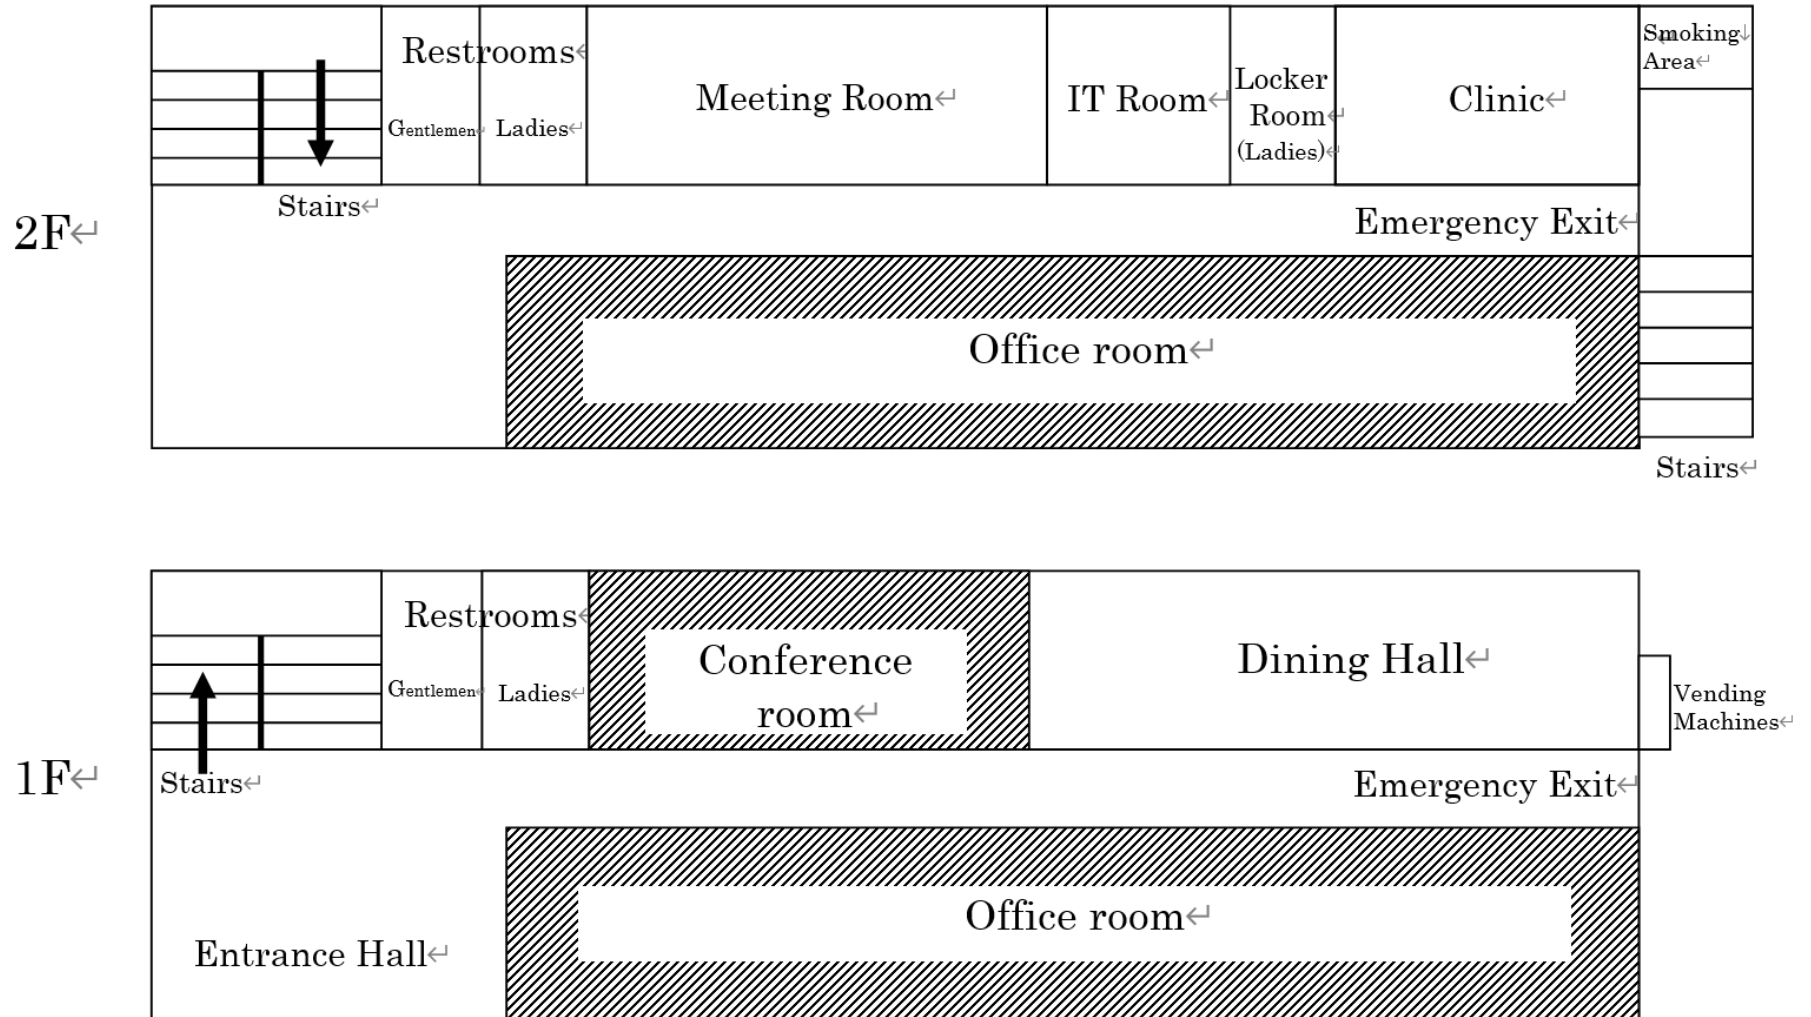 Restrooms
Gentlemen
Ladies
Meeting Room
IT Room
Locker
Room
(Ladies)
Clinic
Smoking
Area
Stairs
2F
Emergency Exit
Office room
Stairs
Restrooms
Gentlemen
Ladies
Conference
room
Dining Hall
Vending
Machines
1F
Stairs
Emergency Exit
Office room
Entrance Hall